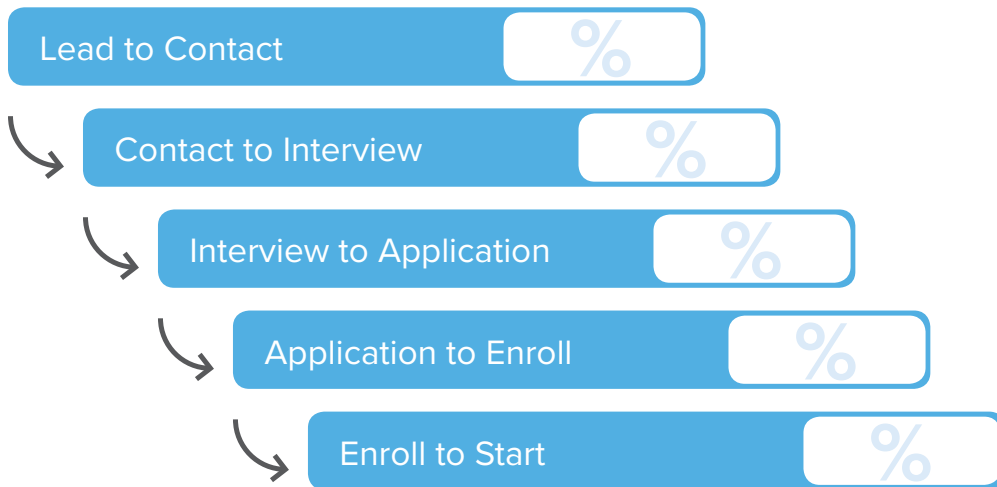 Lead to Contact %
Contact to Interview %
Interview to Application %
Application to Enroll %
Enroll to Start %